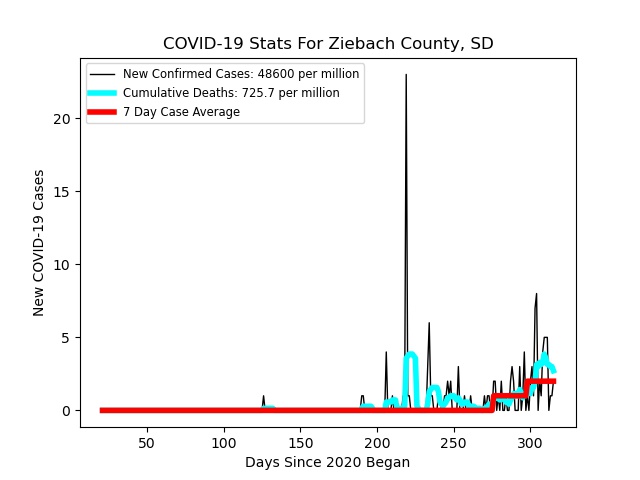 COVID-19 Stats For Ziebach County, SD
New Confirmed Cases: 48600 per million
Cumulative Deaths: 725.7 per million
7 Day Case Average
20
15
10
5
0
New COVID-19 Cases
50 100 150 200 250 300
Days Since 2020 Began